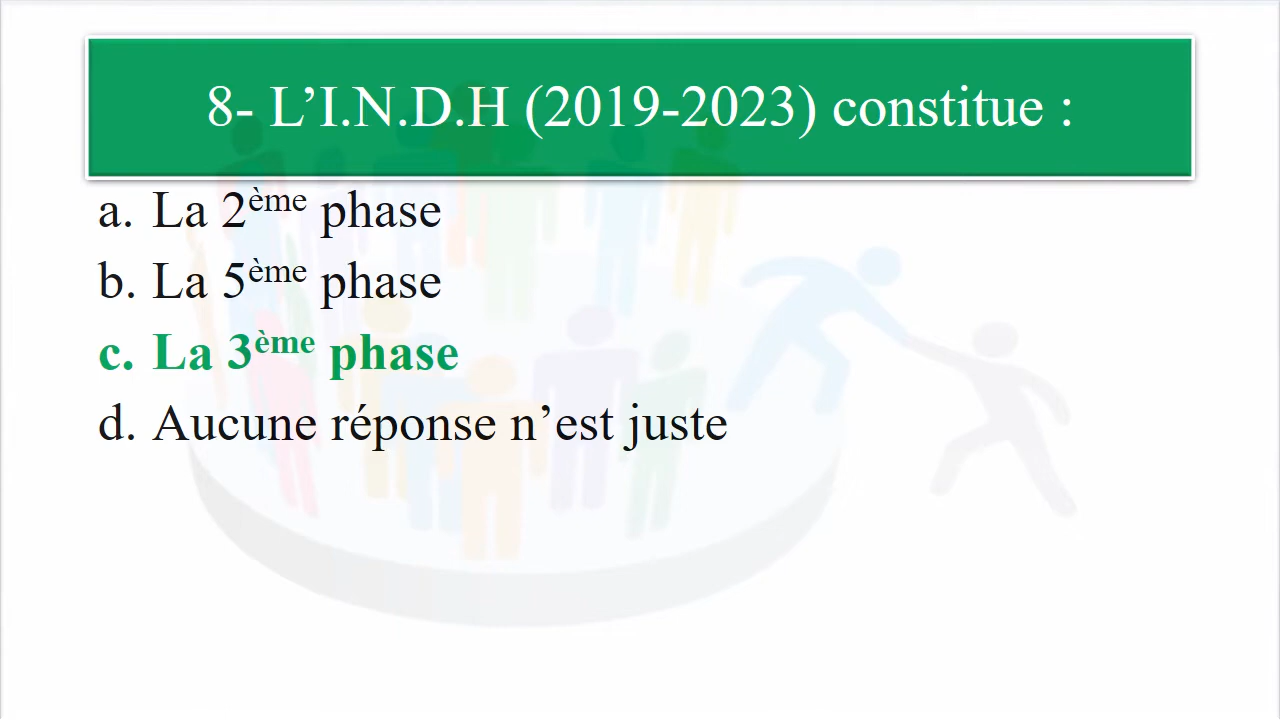 8- L’I.N.D.H (2019-2023) constitue :
a. La 2ème phase
b. La 5ème phase
c. La 3ème phase
d. Aucune réponse n’est juste